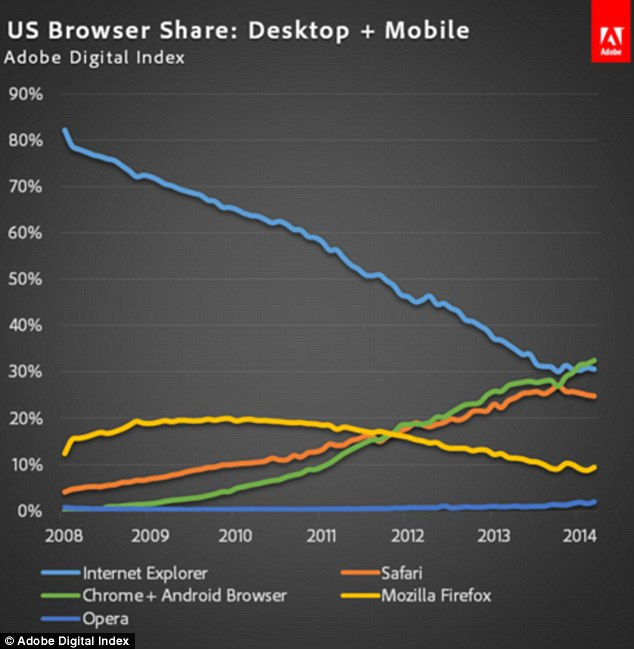 US Browser Share: Desktop + Mobile
Adobe Digital Index
Adobe
90%
80%
70%
60%
50%
40%
30%
20%
10%
0%
2008 2009 2010 2011 2012 2013 2014
Internet Explorer Safari
Chrome + Android Browser Mozilla Firefox
Opera
© Adobe Digital Index